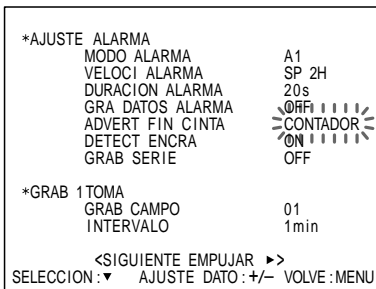 *AJUSTE ALARMA
MODO ALARMA A1
VELOCI ALARMA SP 2H
DURACION ALARMA 20s
GRA DATOS ALARMA OFF
ADVERT FIN CINTA CONTADOR
DETECT ENCRA ON
GRAB SERIE OFF
*GRAB 1 TOMA
GRAB CAMPO 01
INTERVALO 1min
<SIGUIENTE EMPUJAR ►>
SELECCION:▼ AJUSTE DATO:+/− VOLVE:MENU